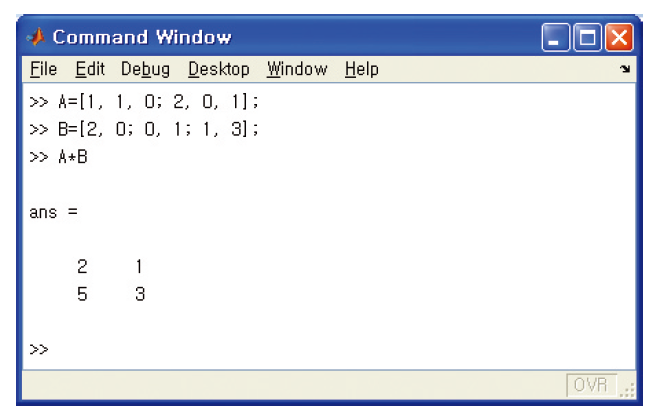 Command Window
File Edit Debug Desktop Window Help
>> A=[1, 1, 0; 2, 0, 1];
>> B=[2, 0; 0, 1; 1, 3];
>> A*B
ans =
2 1
5 3
>>
OVR